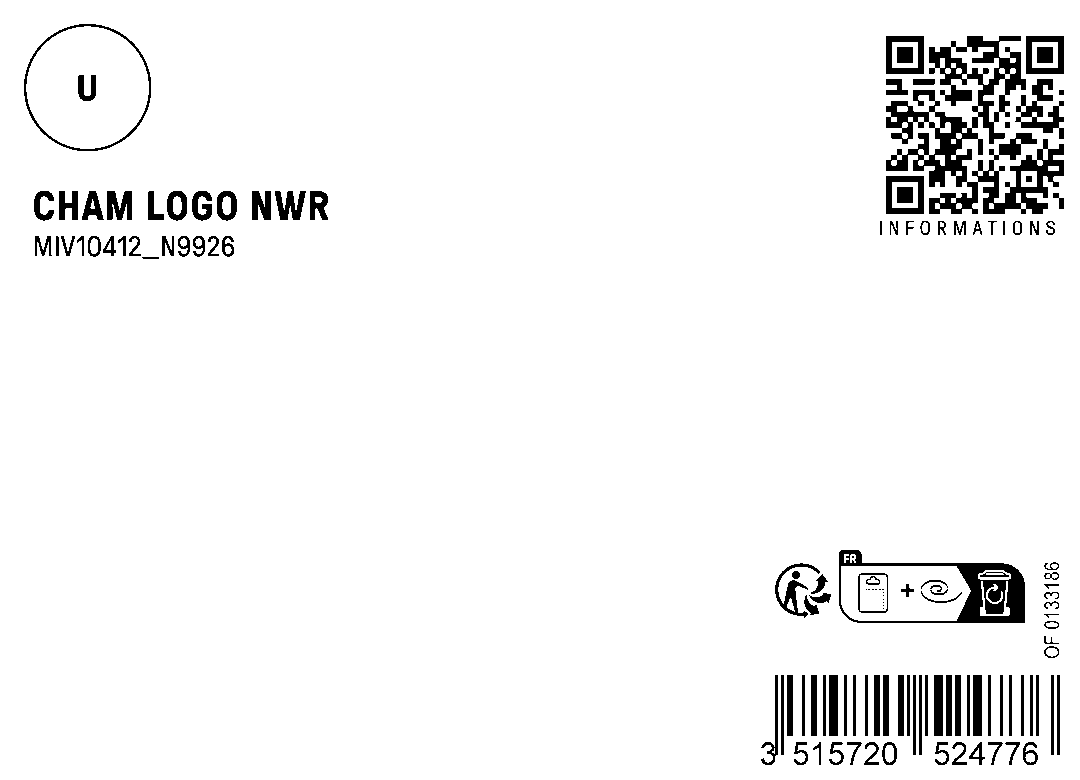 U
CHAM LOGO NWR
MIV10412_N9926
INFORMATIONS
FR
OF 0133186
3 515720 524776